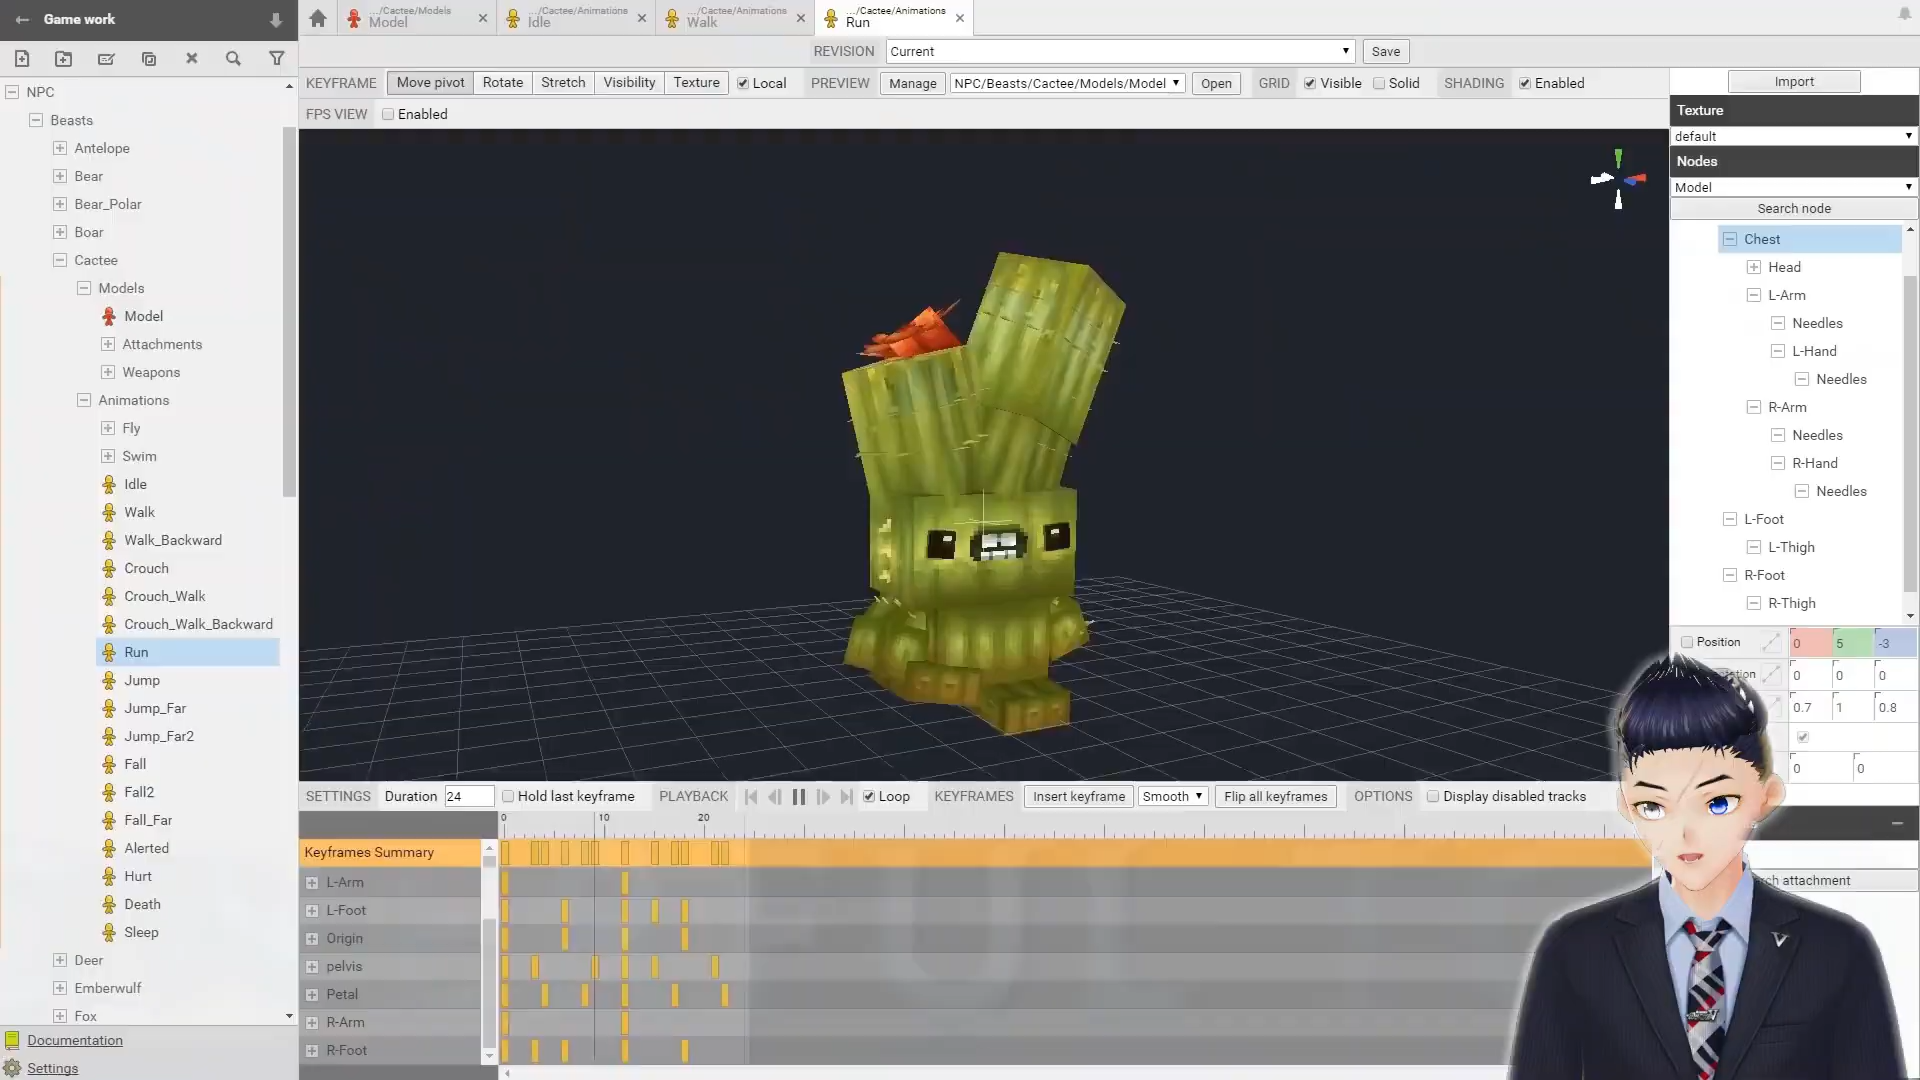 Game work
.../Cactee/Models
Model
.../Cactee/Animations
Idle
.../Cactee/Animations
Walk
.../Cactee/Animations
Run
REVISION Current Save
KEYFRAME Move pivot Rotate Stretch Visibility Texture Local PREVIEW Manage NPC/Beasts/Cactee/Models/Model Open GRID Visible Solid SHADING Enabled
FPS VIEW Enabled
NPC
Beasts
Antelope
Bear
Bear_Polar
Boar
Cactee
Models
Model
Attachments
Weapons
Animations
Fly
Swim
Idle
Walk
Walk_Backward
Crouch
Crouch_Walk
Crouch_Walk_Backward
Run
Jump
Jump_Far
Jump_Far2
Fall
Fall2
Fall_Far
Alerted
Hurt
Death
Sleep
Deer
Emberwulf
Fox
Documentation
Settings
Import
Texture
default
Nodes
Model
Search node
Chest
Head
L-Arm
Needles
L-Hand
Needles
R-Arm
Needles
R-Hand
Needles
L-Foot
L-Thigh
R-Foot
R-Thigh
Position 0 5 -3
0 0 0
0.7 1 0.8
0 0
attachment
SETTINGS Duration 24 Hold last keyframe PLAYBACK Loop KEYFRAMES Insert keyframe Smooth Flip all keyframes OPTIONS Display disabled tracks
0 10 20
Keyframes Summary
L-Arm
L-Foot
Origin
pelvis
Petal
R-Arm
R-Foot
V